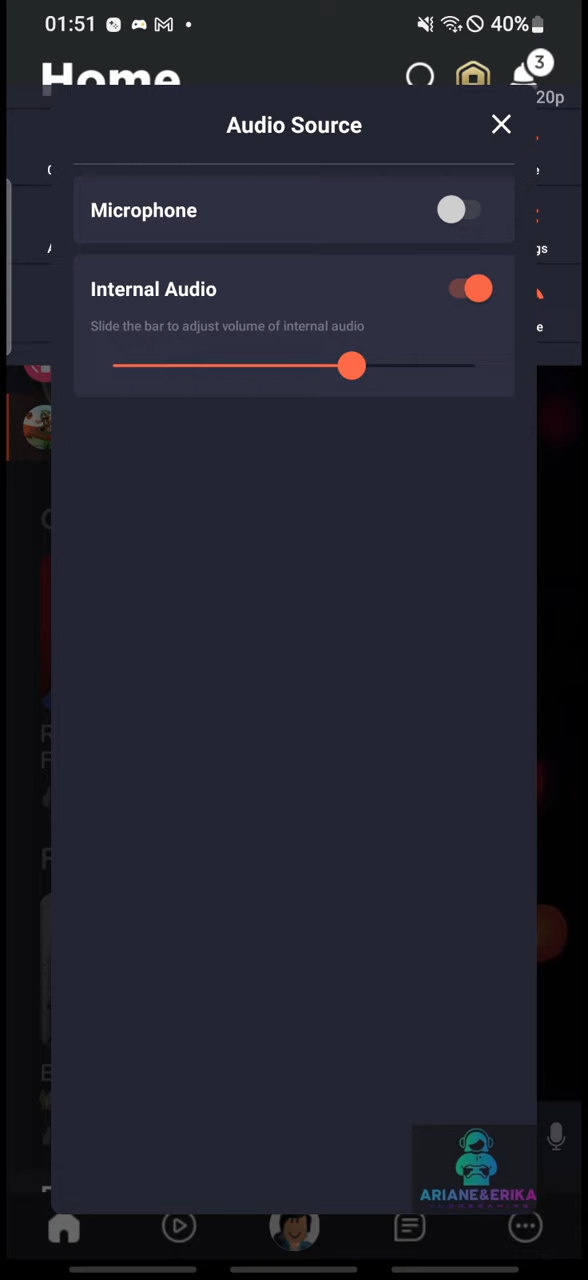 01:51
40%
Home
3
20p
Audio Source
Microphone
gs
Internal Audio
Slide the bar to adjust volume of internal audio
ARIANE&ERIKA